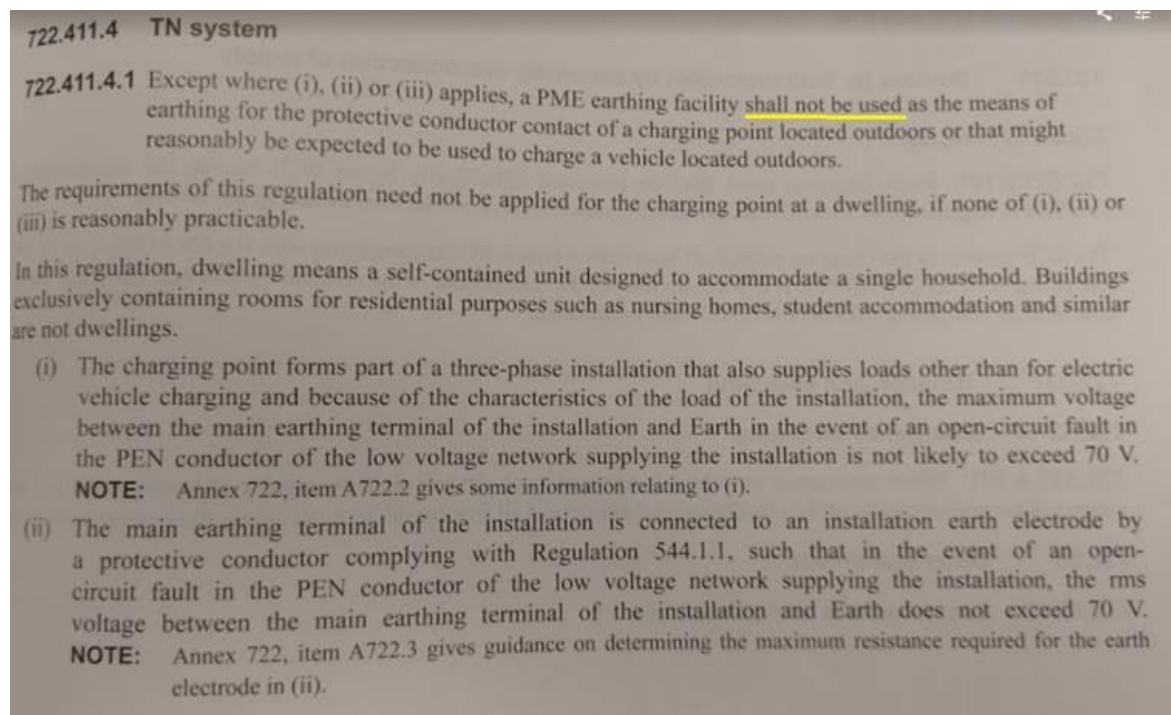 722.411.4 TN system
722.411.4.1 Except where (i), (ii) or (iii) applies, a PME earthing facility shall not be used as the means of
earthing for the protective conductor contact of a charging point located outdoors or that might
reasonably be expected to be used to charge a vehicle located outdoors.
The requirements of this regulation need not be applied for the charging point at a dwelling, if none of (i), (ii) or
(iii) is reasonably practicable.
In this regulation, dwelling means a self-contained unit designed to accommodate a single household. Buildings
exclusively containing rooms for residential purposes such as nursing homes, student accommodation and similar
are not dwellings.
(i) The charging point forms part of a three-phase installation that also supplies loads other than for electric
vehicle charging and because of the characteristics of the load of the installation, the maximum voltage
between the main earthing terminal of the installation and Earth in the event of an open-circuit fault in
the PEN conductor of the low voltage network supplying the installation is not likely to exceed 70 V.
NOTE: Annex 722, item A722.2 gives some information relating to (i).
(ii) The main earthing terminal of the installation is connected to an installation earth electrode by
a protective conductor complying with Regulation 544.1.1, such that in the event of an open-
circuit fault in the PEN conductor of the low voltage network supplying the installation, the rms
voltage between the main earthing terminal of the installation and Earth does not exceed 70 V.
NOTE: Annex 722, item A722.3 gives guidance on determining the maximum resistance required for the earth
electrode in (ii).